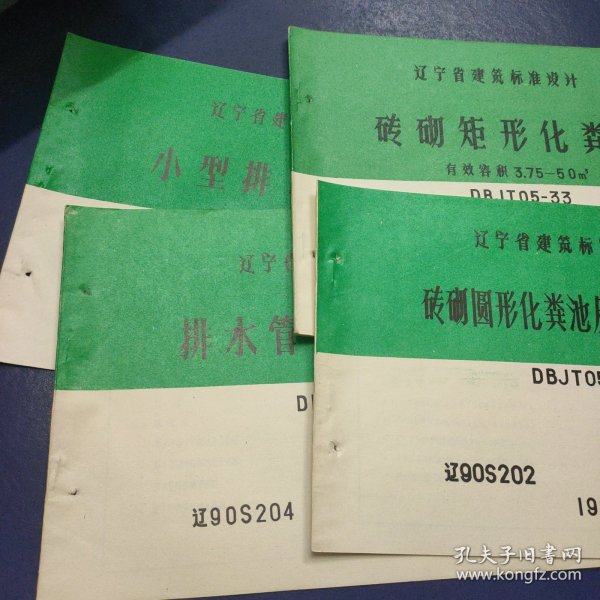 辽宁省建
小型排
辽宁省建筑标准设计
砖砌矩形化粪
有效容积 3.75—50㎥
DBJT05-33
辽宁省
排水管
D
辽90S204
辽宁省建筑标
砖砌圆形化粪池
DBJT05
辽90S202
19
孔夫子旧书网
www.kongfz.com